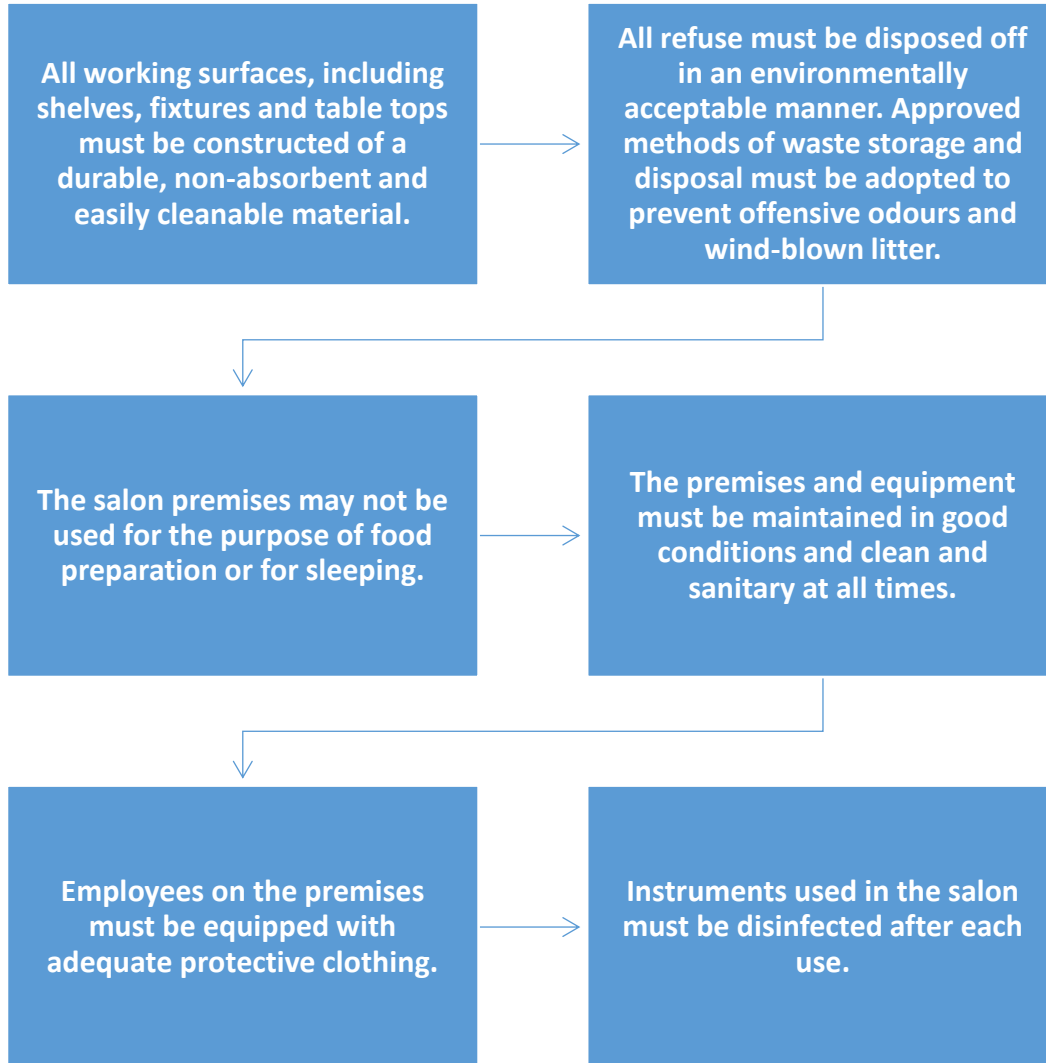 All working surfaces, including
shelves, fixtures and table tops
must be constructed of a
durable, non-absorbent and
easily cleanable material.
All refuse must be disposed off
in an environmentally
acceptable manner. Approved
methods of waste storage and
disposal must be adopted to
prevent offensive odours and
wind-blown litter.
The salon premises may not be
used for the purpose of food
preparation or for sleeping.
The premises and equipment
must be maintained in good
conditions and clean and
sanitary at all times.
Employees on the premises
must be equipped with
adequate protective clothing.
Instruments used in the salon
must be disinfected after each
use.